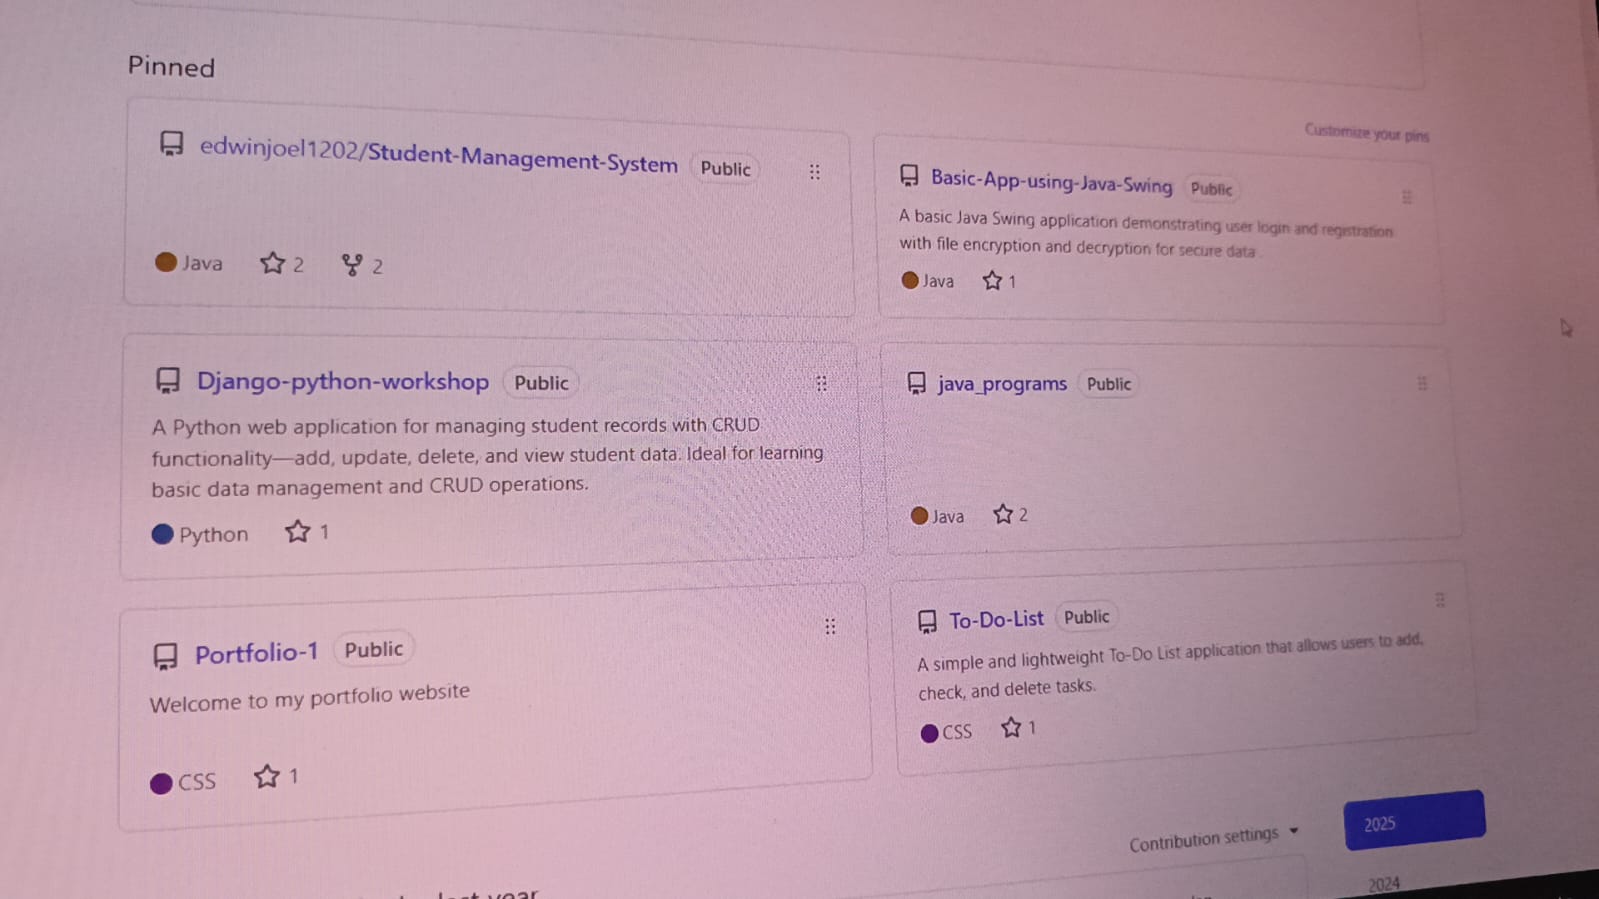 Pinned
Customize your pins
edwinjoel1202/Student-Management-System Public
Java 2 2
Basic-App-using-Java-Swing Public
A basic Java Swing application demonstrating user login and registration
with file encryption and decryption for secure data .
Java 1
Django-python-workshop Public
A Python web application for managing student records with CRUD
functionality—add, update, delete, and view student data. Ideal for learning
basic data management and CRUD operations.
Python 1
java_programs Public
Java 2
Portfolio-1 Public
Welcome to my portfolio website
CSS 1
To-Do-List Public
A simple and lightweight To-Do List application that allows users to add,
check, and delete tasks.
CSS 1
Contribution settings
2025
2024
last year